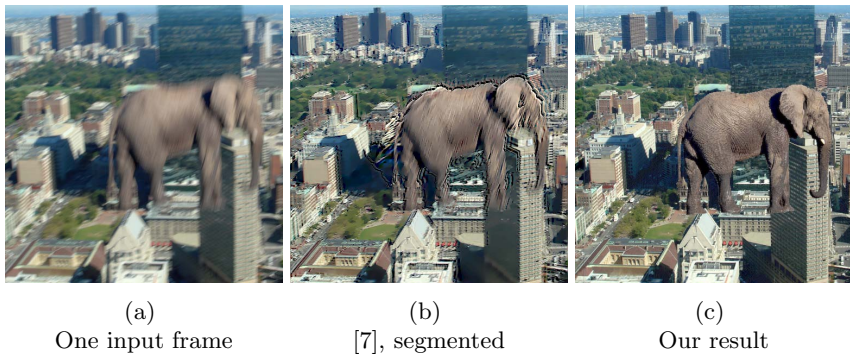 (a)
One input frame
(b)
[7], segmented
(c)
Our result